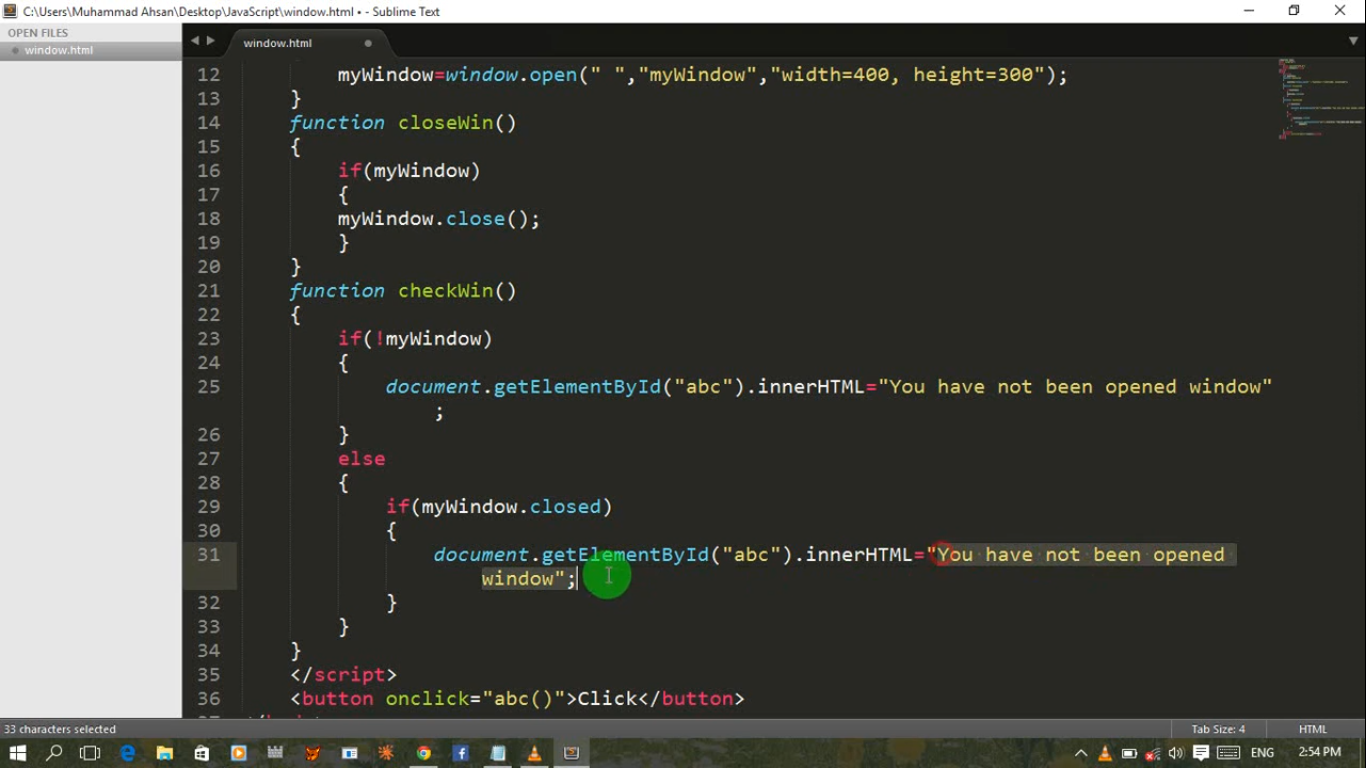 C:\Users\Muhammad Ahsan\Desktop\JavaScript\window.html • - Sublime Text
OPEN FILES
window.html
window.html
12 myWindow=window.open(" ","myWindow","width=400, height=300");
13 }
14 function closeWin()
15 {
16 if(myWindow)
17 {
18 myWindow.close();
19 }
20 }
21 function checkWin()
22 {
23 if(!myWindow)
24 {
25 document.getElementById("abc").innerHTML="You have not been opened window"
;
26 }
27 else
28 {
29 if(myWindow.closed)
30 {
31 document.getElementById("abc").innerHTML="You have not been opened
window";
32 }
33 }
34 }
35 </script>
36 <button onclick="abc()">Click</button>
33 characters selected
Tab Size: 4
HTML
ENG
2:54 PM